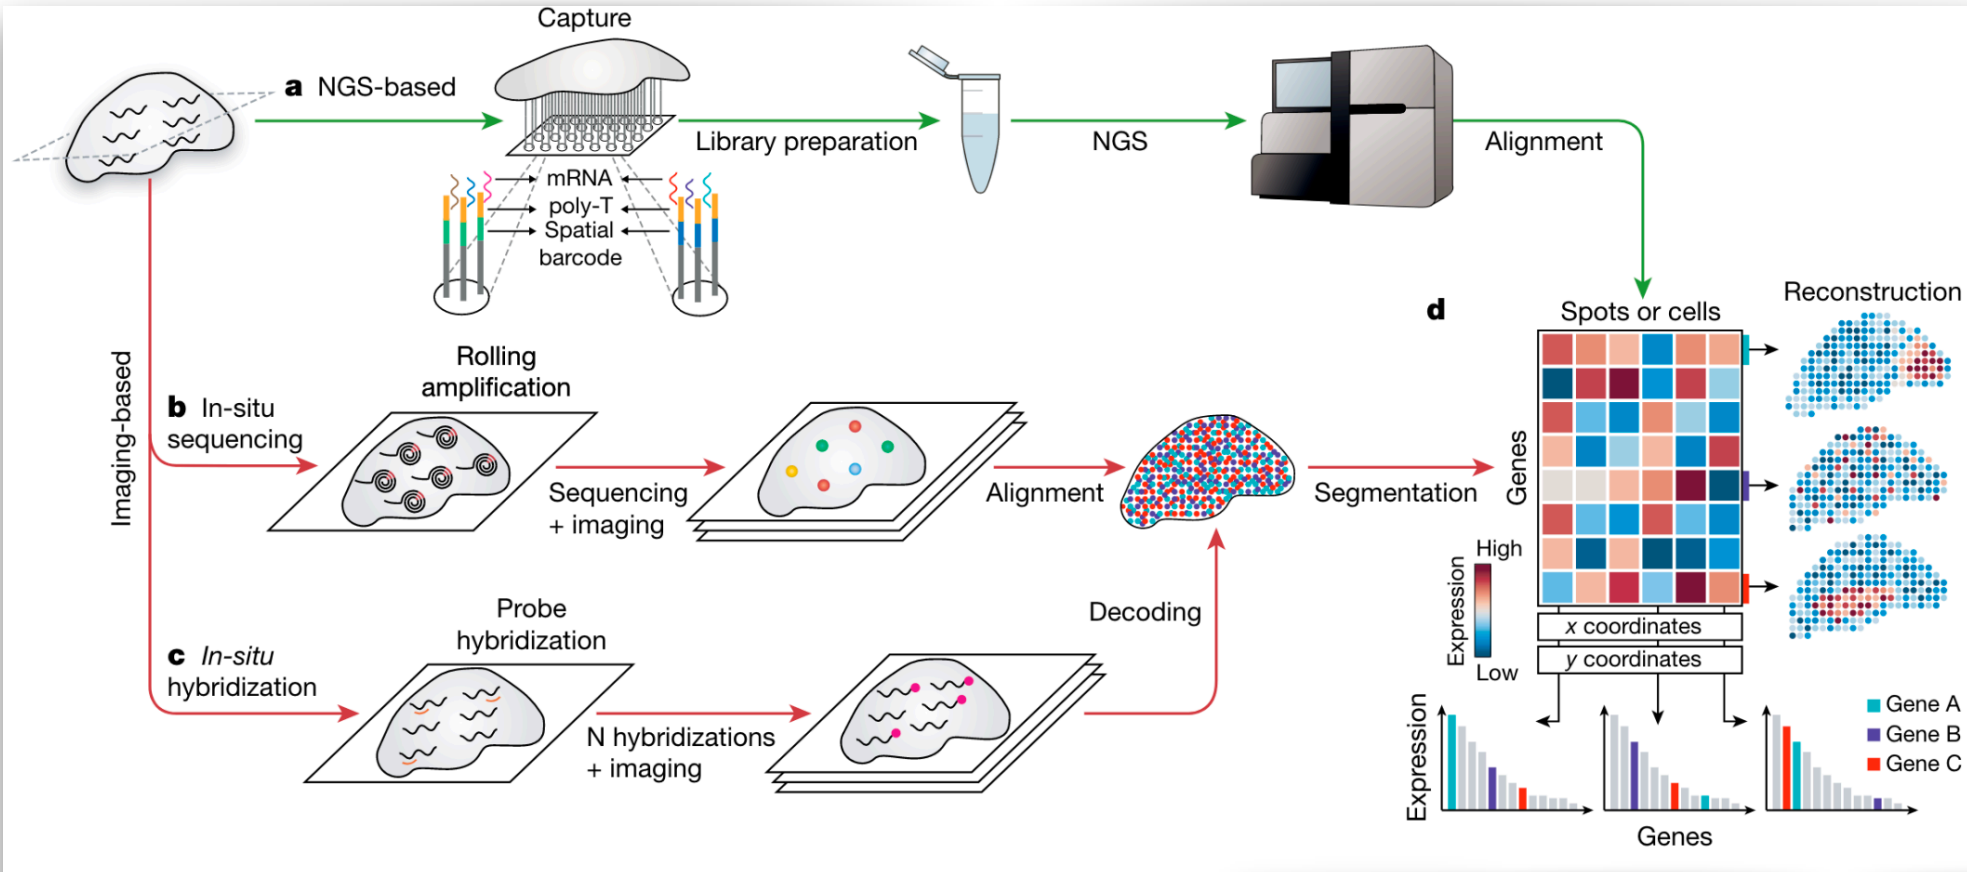 Capture
a NGS-based
Library preparation
NGS
Alignment
mRNA
poly-T
Spatial
barcode
Imaging-based
b In-situ
sequencing
Rolling
amplification
Sequencing
+ imaging
Alignment
Segmentation
c In-situ
hybridization
Probe
hybridization
N hybridizations
+ imaging
Decoding
d
Spots or cells
Reconstruction
Genes
Expression
High
Low
x coordinates
y coordinates
Expression
Genes
Gene A
Gene B
Gene C